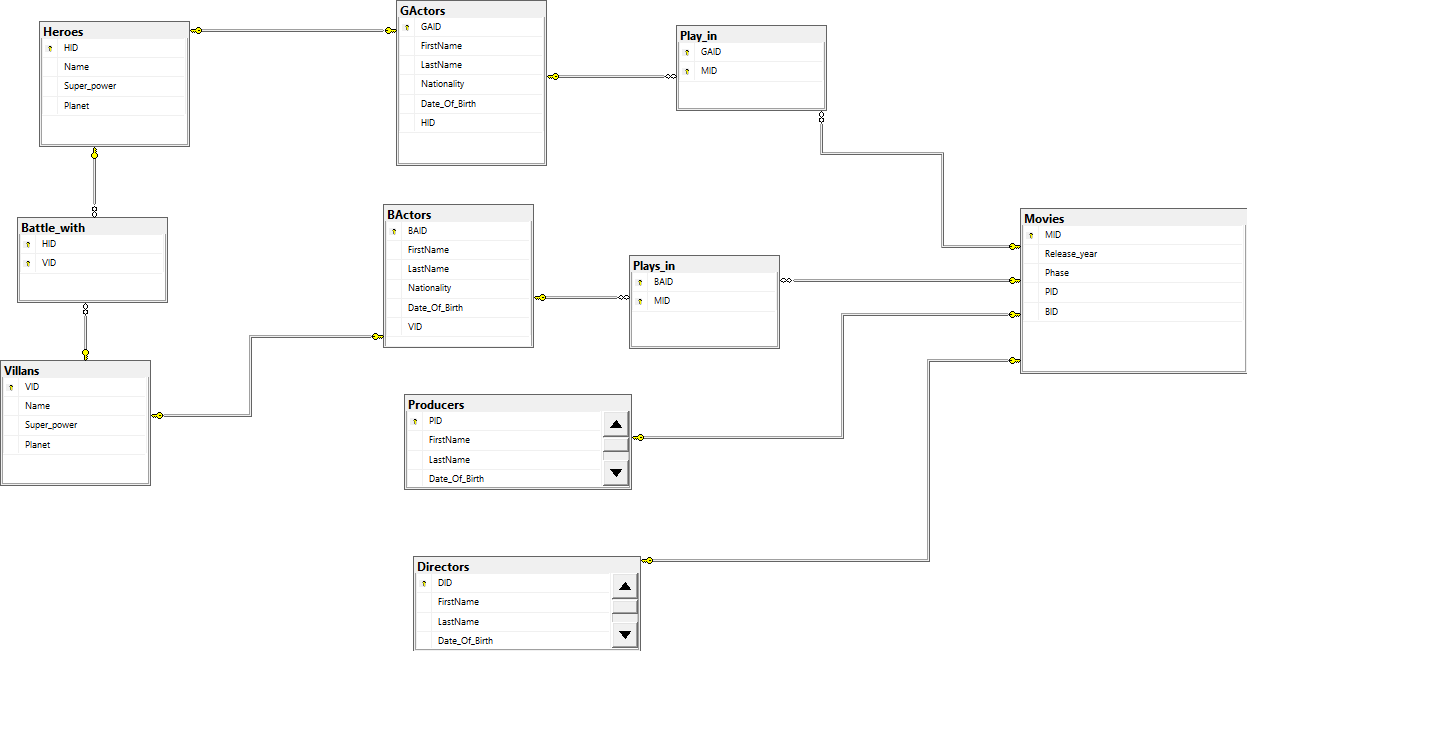 Heroes
HID
Name
Super_power
Planet
GActors
GAID
FirstName
LastName
Nationality
Date_Of_Birth
HID
Play_in
GAID
MID
Battle_with
HID
VID
BActors
BAID
FirstName
LastName
Nationality
Date_Of_Birth
VID
Plays_in
BAID
MID
Movies
MID
Release_year
Phase
PID
BID
Villans
VID
Name
Super_power
Planet
Producers
PID
FirstName
LastName
Date_Of_Birth
Directors
DID
FirstName
LastName
Date_Of_Birth